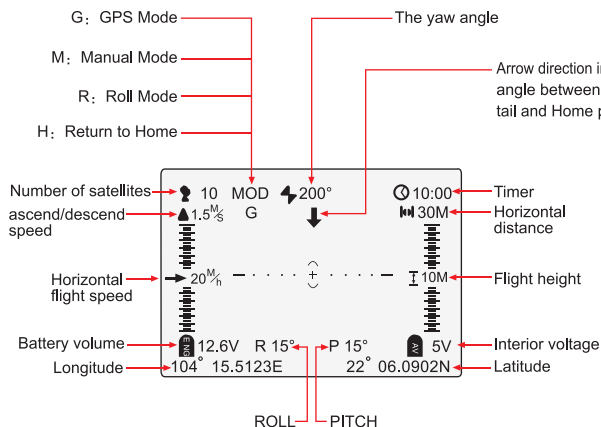 G: GPS Mode
M: Manual Mode
R: Roll Mode
H: Return to Home
The yaw angle
Arrow direction in
angle between
tail and Home p
Number of satellites
ascend/descend
speed
Horizontal
flight speed
Battery volume
Longitude
10 MOD 200° 10:00
1.5M/S G 30M
20M/h 10M
ENG 12.6V R 15° P 15° AV 5V
104° 15.5123E 22° 06.0902N
Timer
Horizontal
distance
Flight height
Interior voltage
Latitude
ROLL PITCH